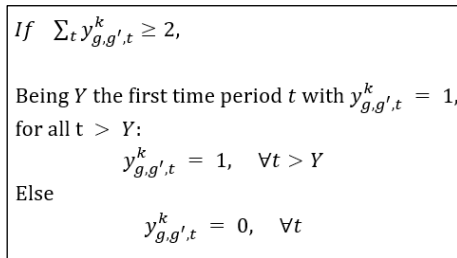 If ∑_t y^k_{g,g′,t} ≥ 2,
Being Y the first time period t with y^k_{g,g′,t} = 1,
for all t > Y:
y^k_{g,g′,t} = 1, ∀t > Y
Else
y^k_{g,g′,t} = 0, ∀t